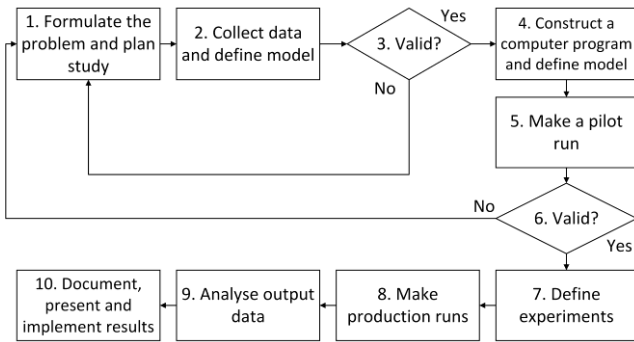 1. Formulate the
problem and plan
study
2. Collect data
and define model
3. Valid?
Yes
No
4. Construct a
computer program
and define model
5. Make a pilot
run
6. Valid?
No
Yes
7. Define
experiments
8. Make
production runs
9. Analyse output
data
10. Document,
present and
implement results